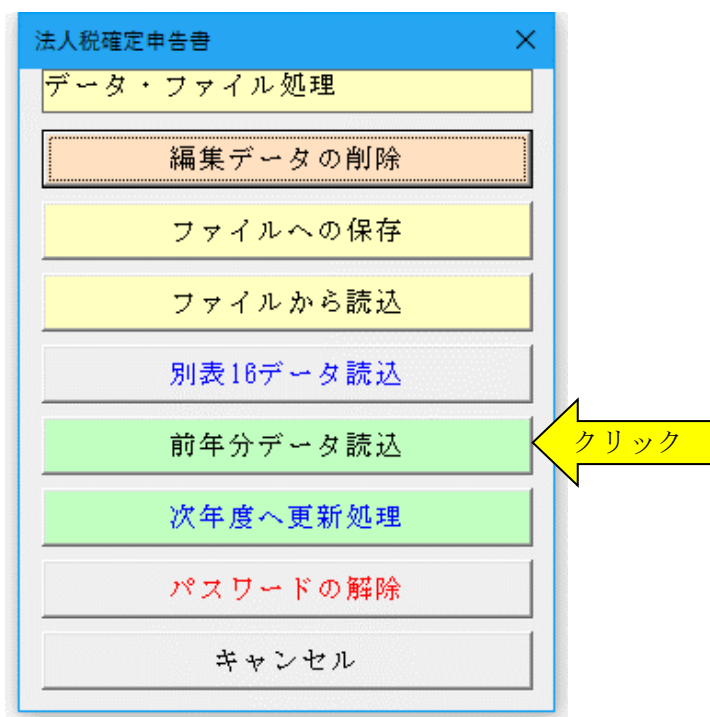 法人税確定申告書
データ・ファイル処理
編集データの削除
ファイルへの保存
ファイルから読込
別表16データ読込
前年分データ読込
クリック
次年度へ更新処理
パスワードの解除
キャンセル